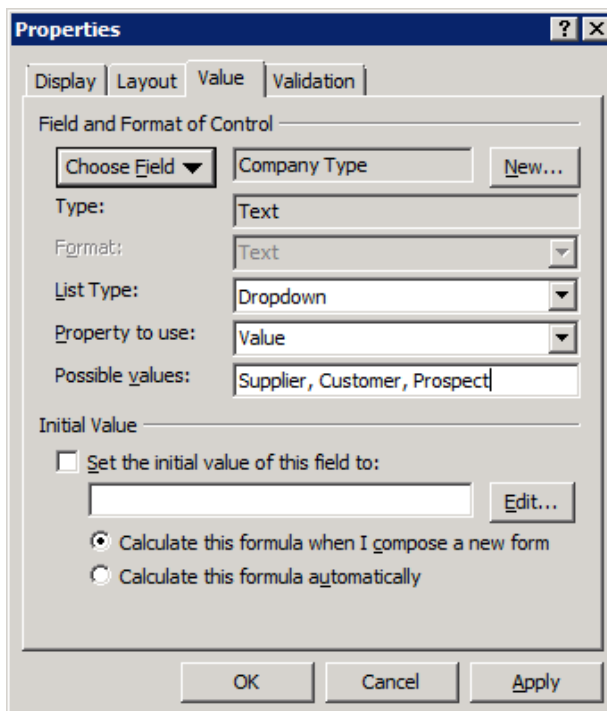 Properties
Display Layout Value Validation
Field and Format of Control
Choose Field Company Type New...
Type: Text
Format: Text
List Type: Dropdown
Property to use: Value
Possible values: Supplier, Customer, Prospect
Initial Value
Set the initial value of this field to:
Edit...
Calculate this formula when I compose a new form
Calculate this formula automatically
OK Cancel Apply